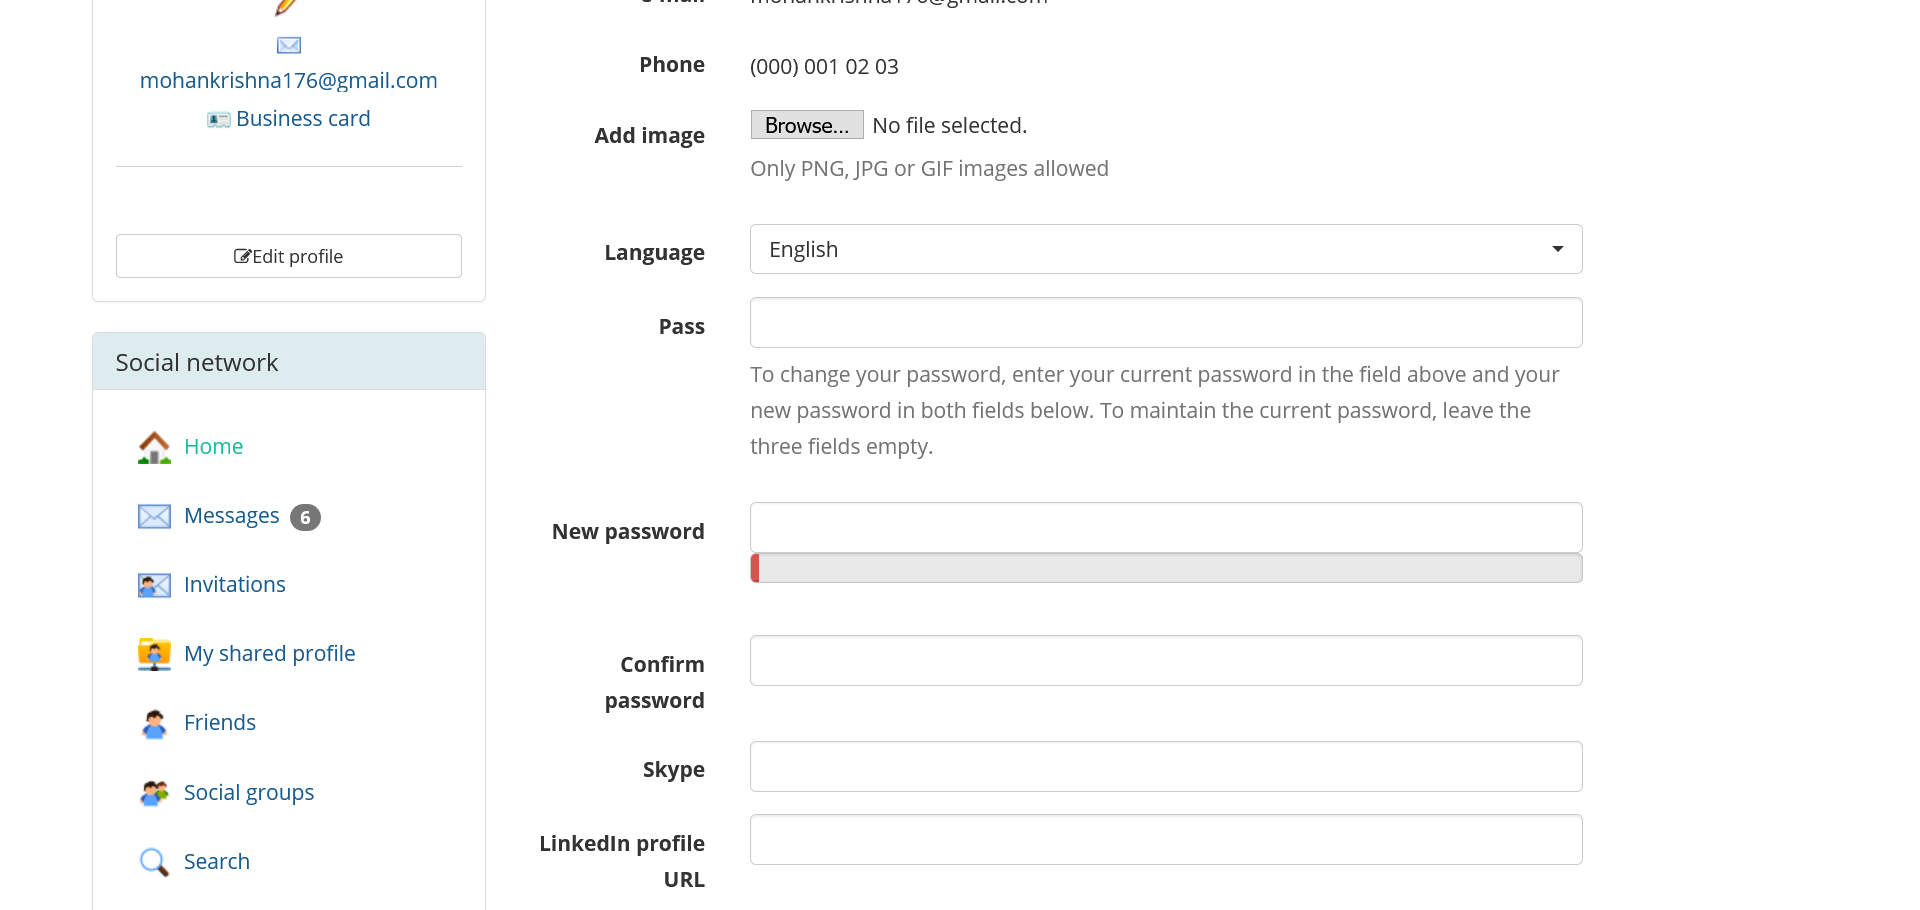 mohankrishna176@gmail.com
Business card
Edit profile
Social network
Home
Messages 6
Invitations
My shared profile
Friends
Social groups
Search
mohankrishna176@gmail.com
Phone
(000) 001 02 03
Add image
Browse... No file selected.
Only PNG, JPG or GIF images allowed
Language
English
Pass
To change your password, enter your current password in the field above and your
new password in both fields below. To maintain the current password, leave the
three fields empty.
New password
Confirm
password
Skype
LinkedIn profile
URL